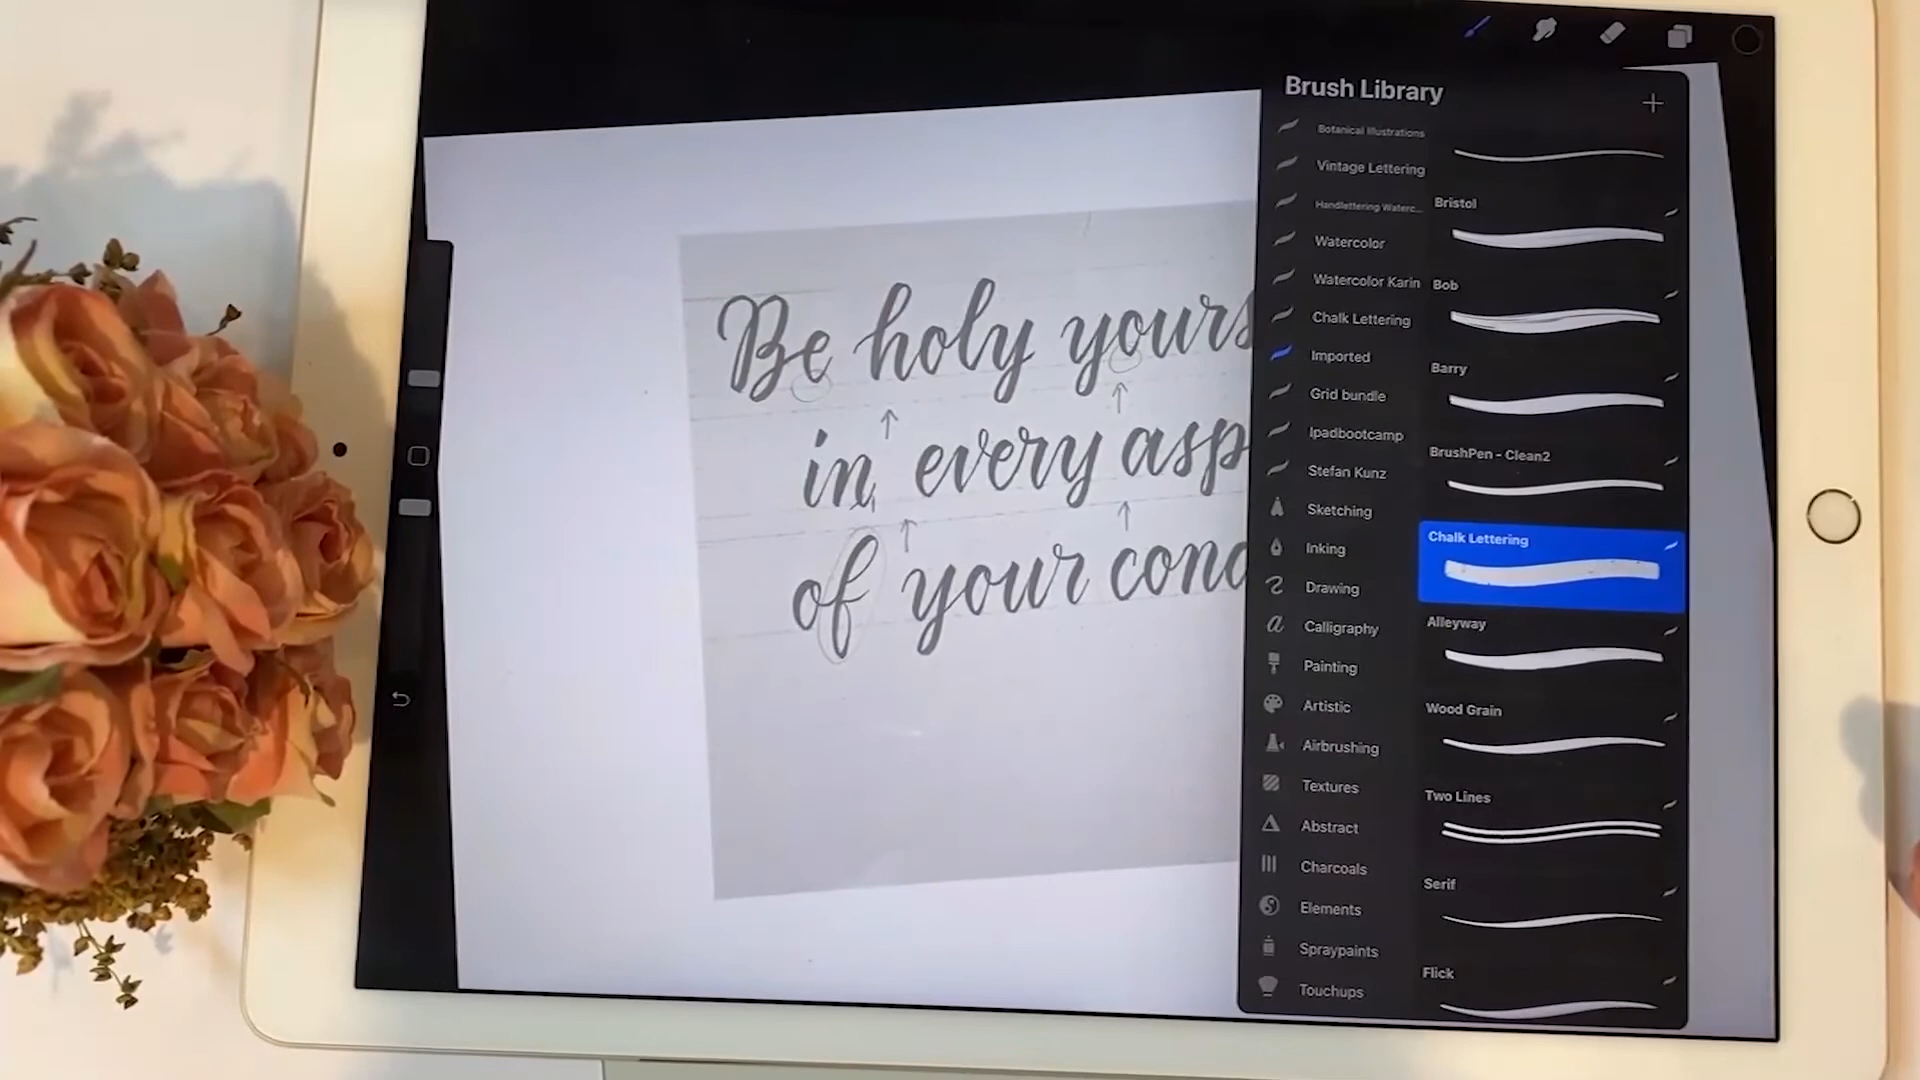 Be holy yours
in every asp
of your cond
Brush Library
Botanical Illustrations
Vintage Lettering
Handlettering Waterc...
Watercolor
Watercolor Karin
Chalk Lettering
Imported
Grid bundle
Ipadbootcamp
Stefan Kunz
Sketching
Inking
Drawing
Calligraphy
Painting
Artistic
Airbrushing
Textures
Abstract
Charcoals
Elements
Spraypaints
Touchups
Bristol
Bob
Barry
BrushPen - Clean2
Chalk Lettering
Alleyway
Wood Grain
Two Lines
Serif
Flick